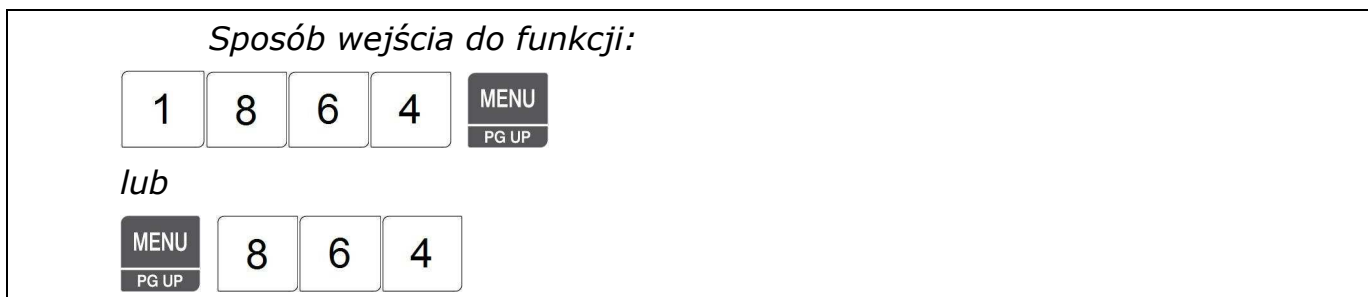 Sposób wejścia do funkcji:
1 8 6 4 MENU
PG UP
lub
MENU 8 6 4
PG UP